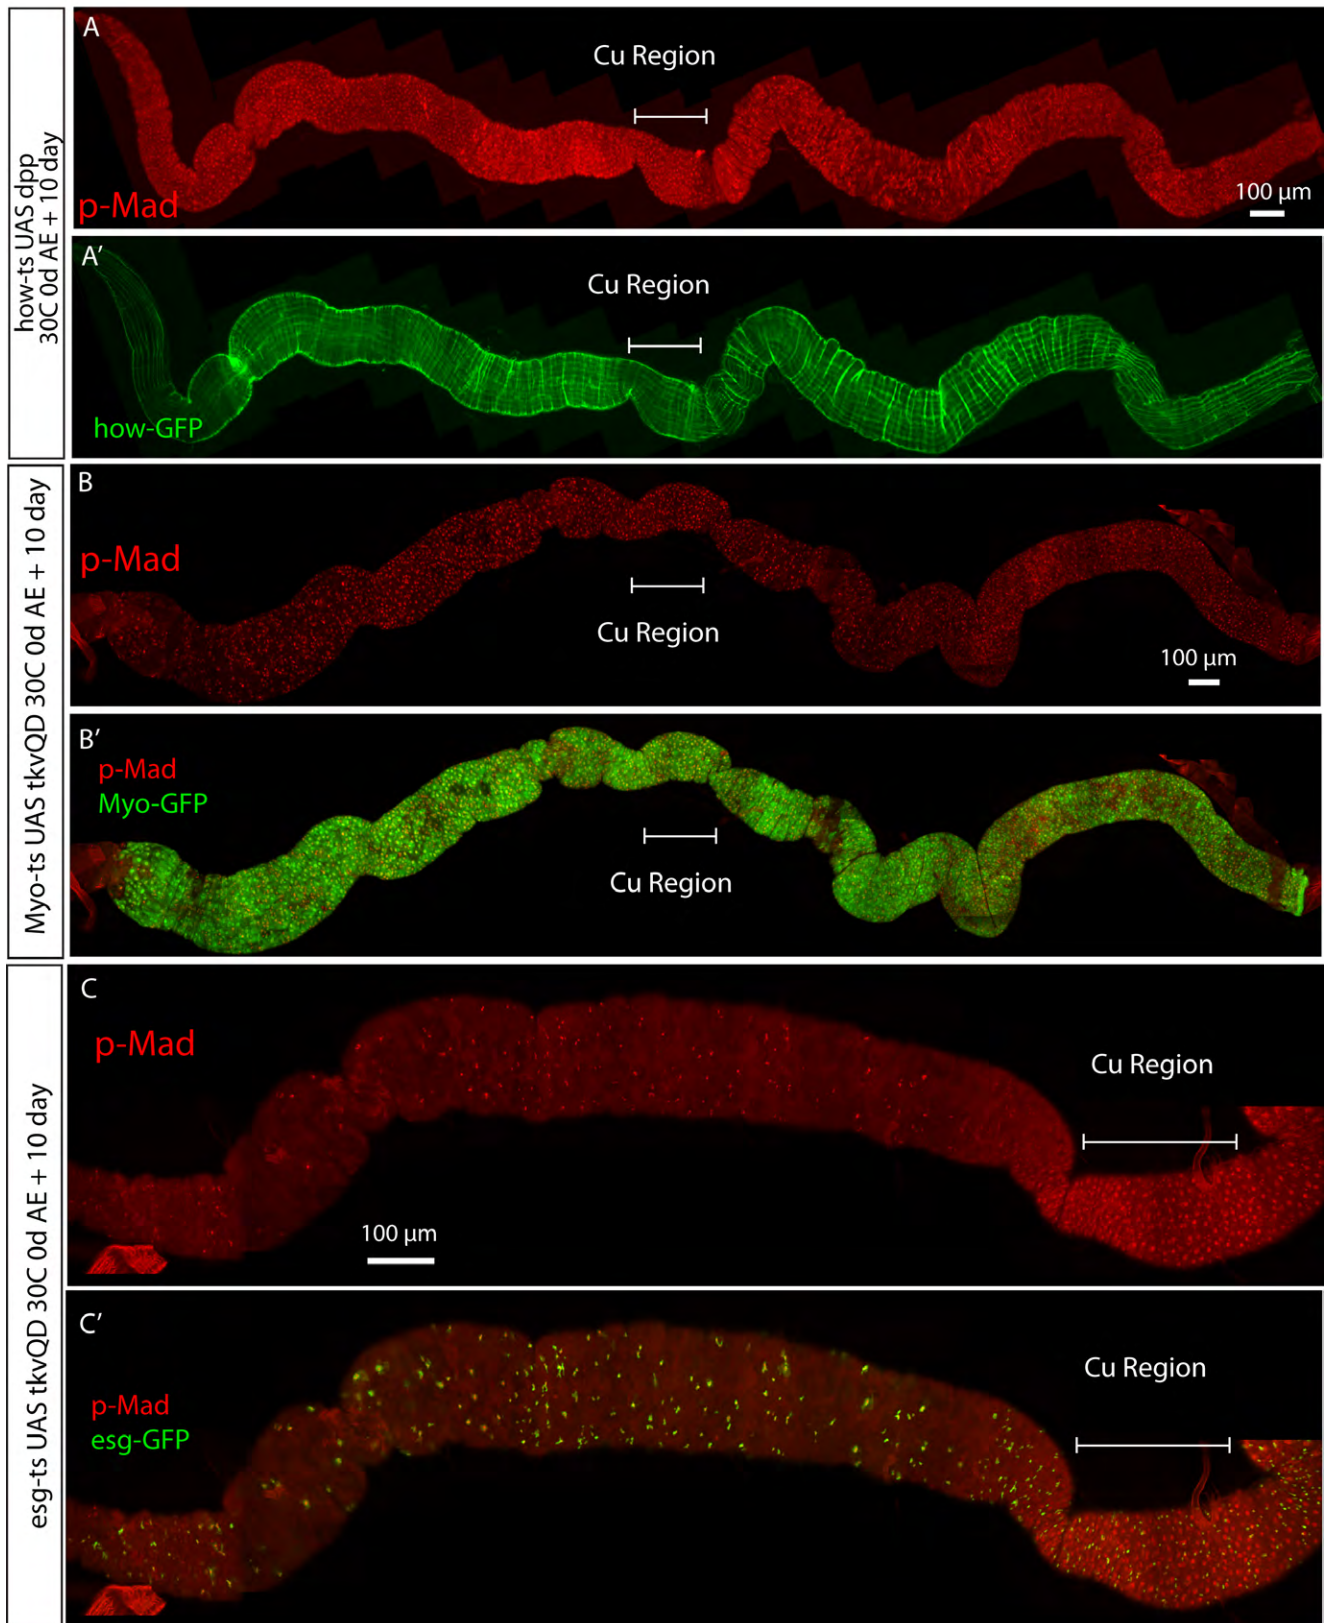 how-ts UAS dpp
30C 0d AE + 10 day
A
Cu Region
p-Mad
100 µm
A'
Cu Region
how-GFP
Myo-ts UAS tkvQD 30C 0d AE + 10 day
B
p-Mad
Cu Region
100 µm
B'
p-Mad
Myo-GFP
Cu Region
esg-ts UAS tkvQD 30C 0d AE + 10 day
C
p-Mad
Cu Region
100 µm
C'
Cu Region
p-Mad
esg-GFP